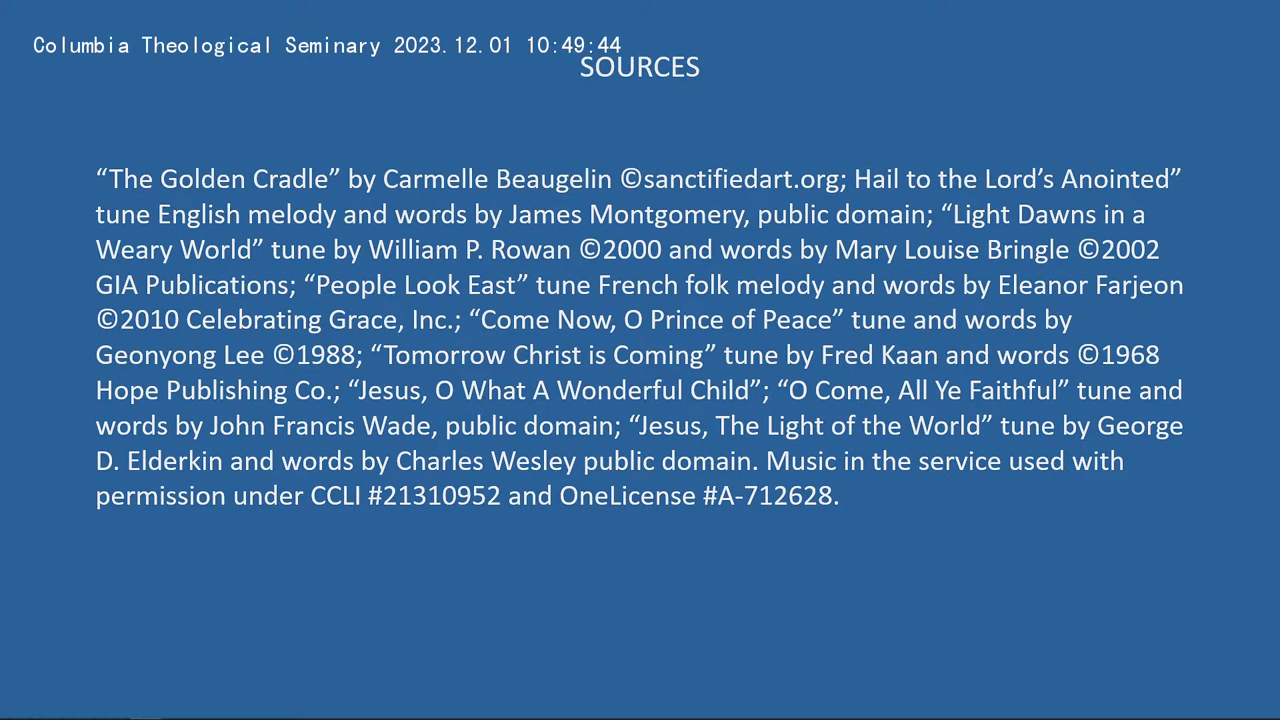 Columbia Theological Seminary 2023.12.01 10:49:44
SOURCES
“The Golden Cradle” by Carmelle Beaugelin ©sanctifiedart.org; Hail to the Lord’s Anointed”
tune English melody and words by James Montgomery, public domain; “Light Dawns in a
Weary World” tune by William P. Rowan ©2000 and words by Mary Louise Bringle ©2002
GIA Publications; “People Look East” tune French folk melody and words by Eleanor Farjeon
©2010 Celebrating Grace, Inc.; “Come Now, O Prince of Peace” tune and words by
Geonyong Lee ©1988; “Tomorrow Christ is Coming” tune by Fred Kaan and words ©1968
Hope Publishing Co.; “Jesus, O What A Wonderful Child”; “O Come, All Ye Faithful” tune and
words by John Francis Wade, public domain; “Jesus, The Light of the World” tune by George
D. Elderkin and words by Charles Wesley public domain. Music in the service used with
permission under CCLI #21310952 and OneLicense #A-712628.